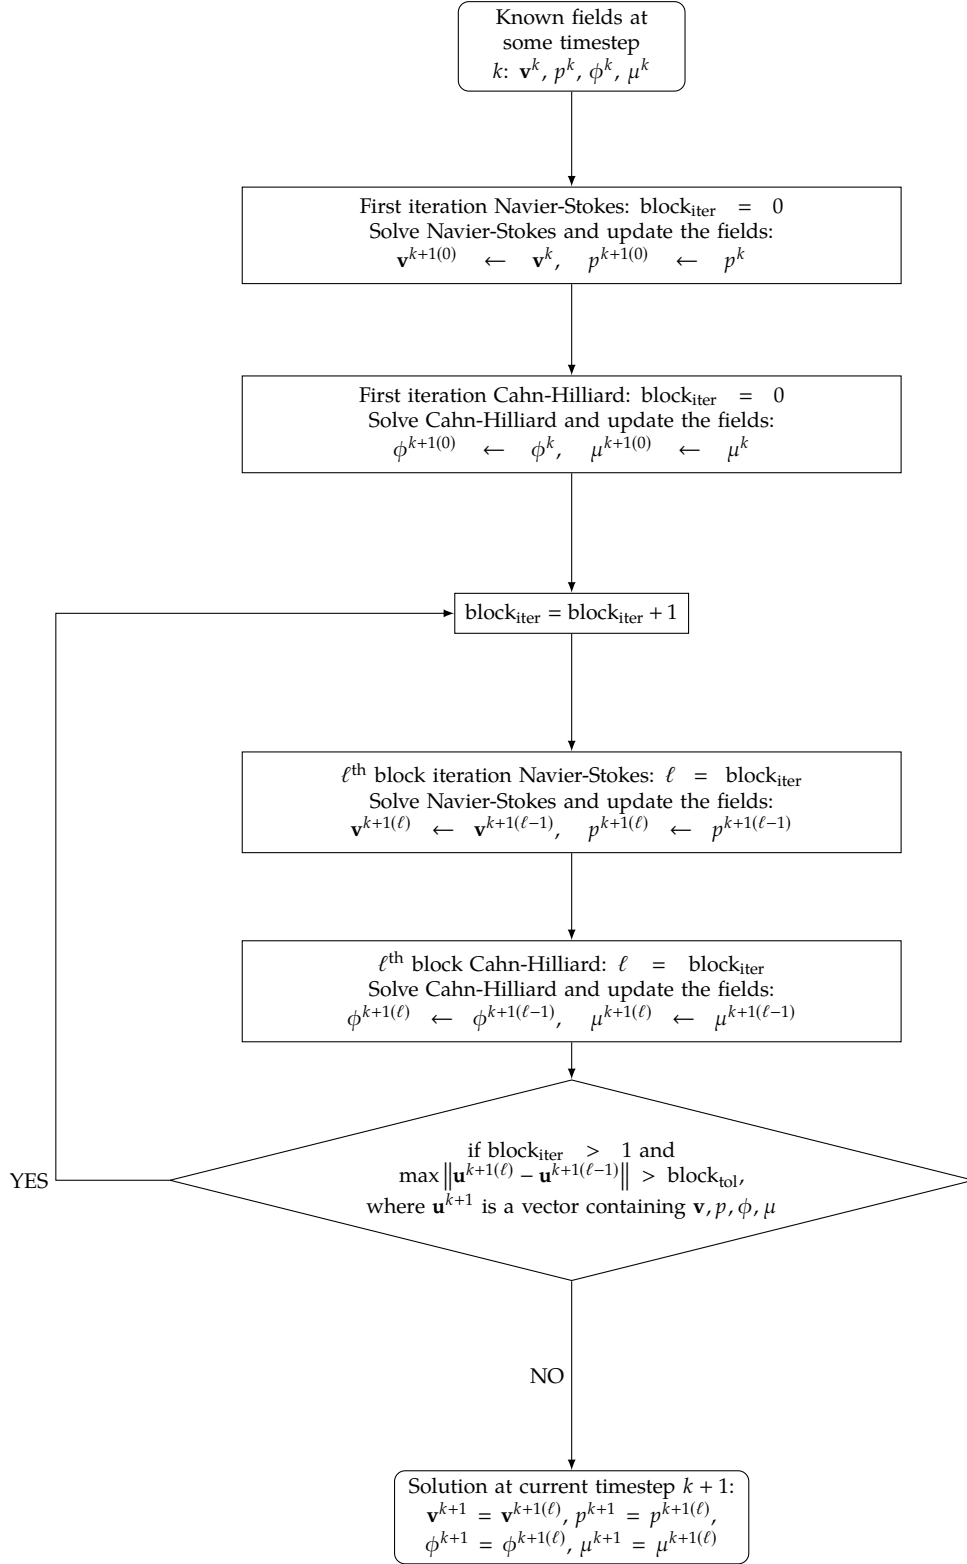 Known fields at
some timestep
k: 𝐯ᵏ, pᵏ, ϕᵏ, μᵏ
First iteration Navier-Stokes: block_iter = 0
Solve Navier-Stokes and update the fields:
𝐯^{k+1(0)} ← 𝐯^k, p^{k+1(0)} ← p^k
First iteration Cahn-Hilliard: block_iter = 0
Solve Cahn-Hilliard and update the fields:
ϕ^{k+1(0)} ← ϕ^k, μ^{k+1(0)} ← μ^k
block_iter = block_iter + 1
ℓ^th block iteration Navier-Stokes: ℓ = block_iter
Solve Navier-Stokes and update the fields:
𝐯^{k+1(ℓ)} ← 𝐯^{k+1(ℓ−1)}, p^{k+1(ℓ)} ← p^{k+1(ℓ−1)}
ℓ^th block Cahn-Hilliard: ℓ = block_iter
Solve Cahn-Hilliard and update the fields:
ϕ^{k+1(ℓ)} ← ϕ^{k+1(ℓ−1)}, μ^{k+1(ℓ)} ← μ^{k+1(ℓ−1)}
if block_iter > 1 and
max ‖𝐮^{k+1(ℓ)} − 𝐮^{k+1(ℓ−1)}‖ > block_tol,
where 𝐮^{k+1} is a vector containing 𝐯, p, ϕ, μ
YES
NO
Solution at current timestep k + 1:
𝐯^{k+1} = 𝐯^{k+1(ℓ)}, p^{k+1} = p^{k+1(ℓ)},
ϕ^{k+1} = ϕ^{k+1(ℓ)}, μ^{k+1} = μ^{k+1(ℓ)}